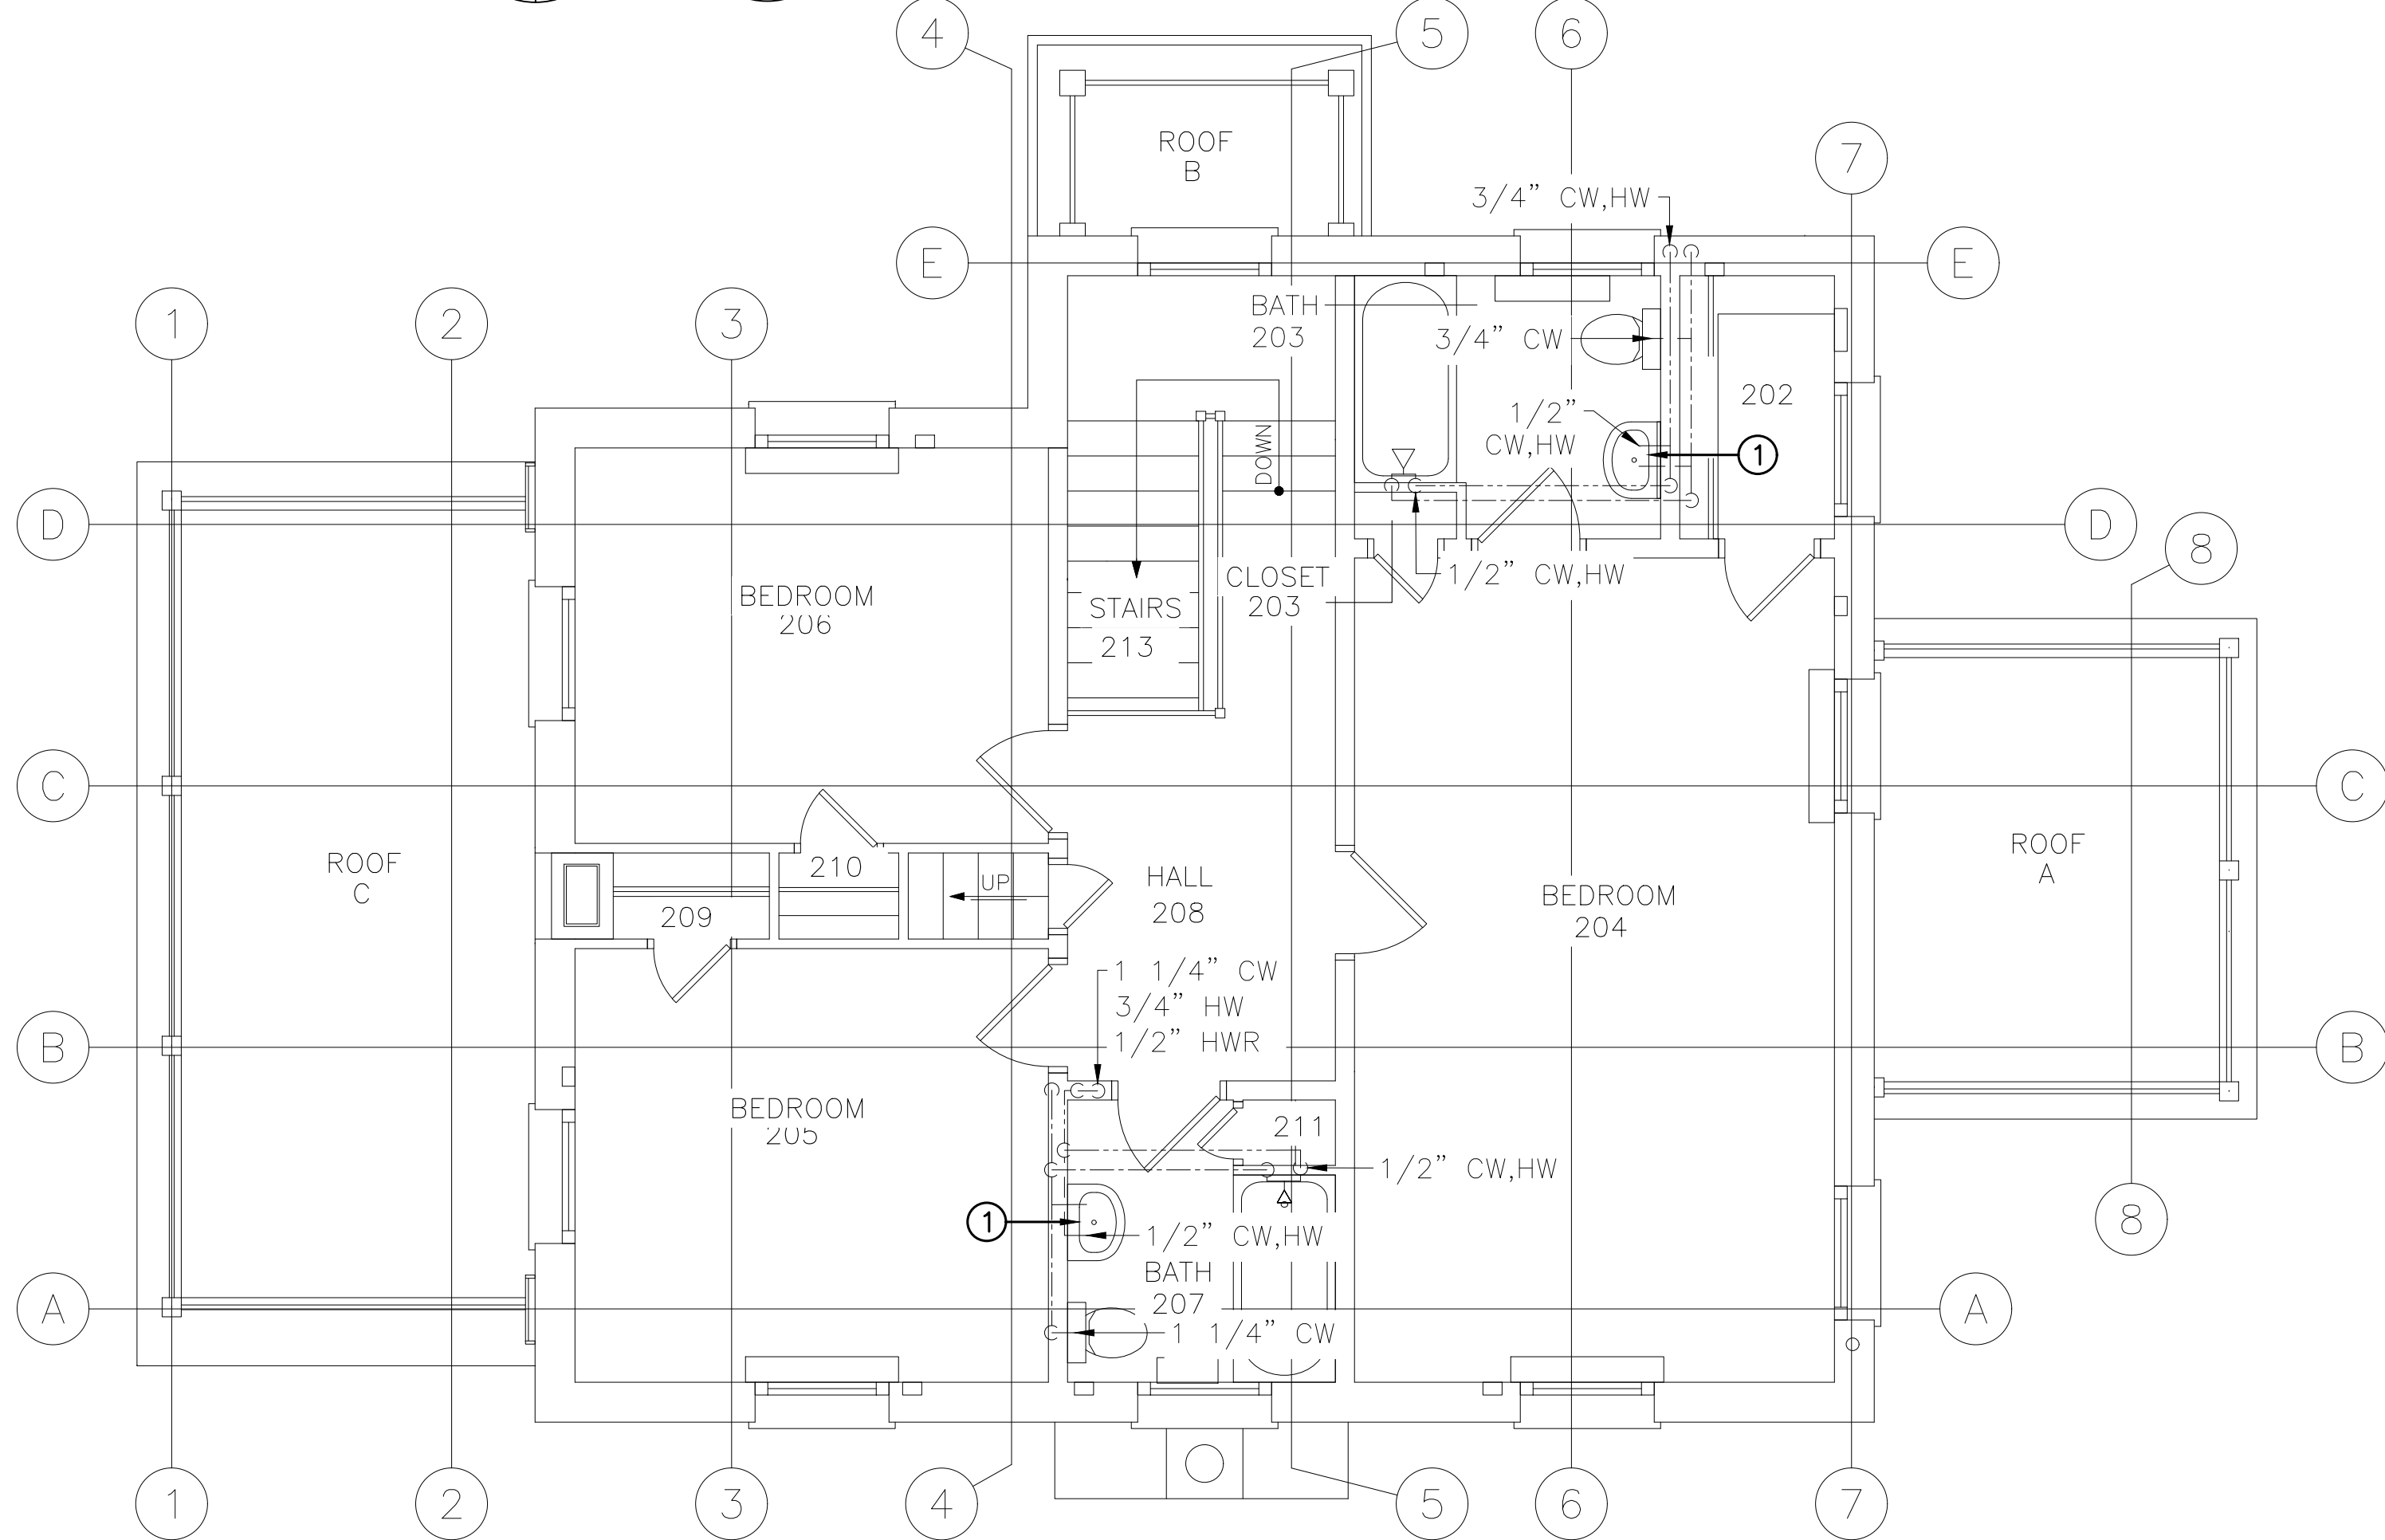 4
5
6
7
ROOF
B
3/4” CW,HW
E
E
1
2
3
BATH
203
3/4” CW
202
1/2”
CW,HW
1
DOWN
D
D
8
1/2” CW,HW
CLOSET
203
BEDROOM
206
STAIRS
213
C
C
ROOF
C
210
UP
209
HALL
208
BEDROOM
204
ROOF
A
1 1/4” CW
3/4” HW
1/2” HWR
B
B
BEDROOM
205
211
1/2” CW,HW
1
1/2” CW,HW
8
BATH
207
A
A
1 1/4” CW
1
2
3
4
5
6
7